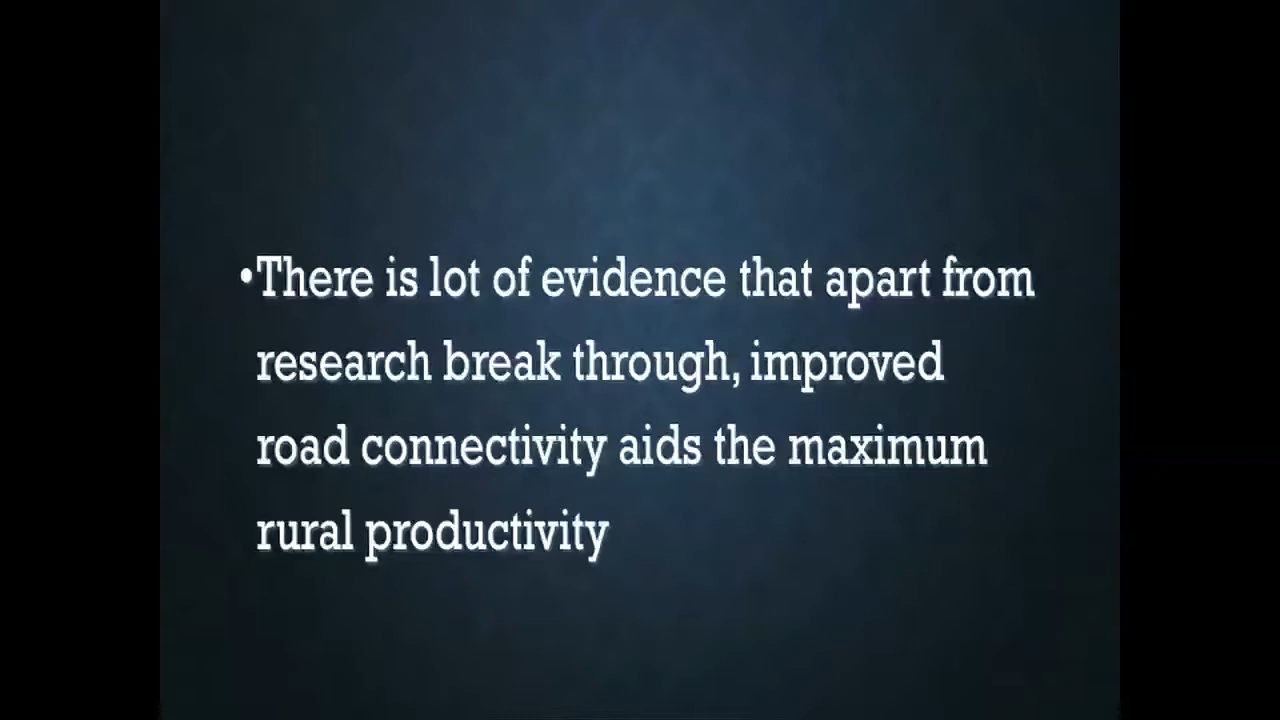 •There is lot of evidence that apart from
research break through, improved
road connectivity aids the maximum
rural productivity